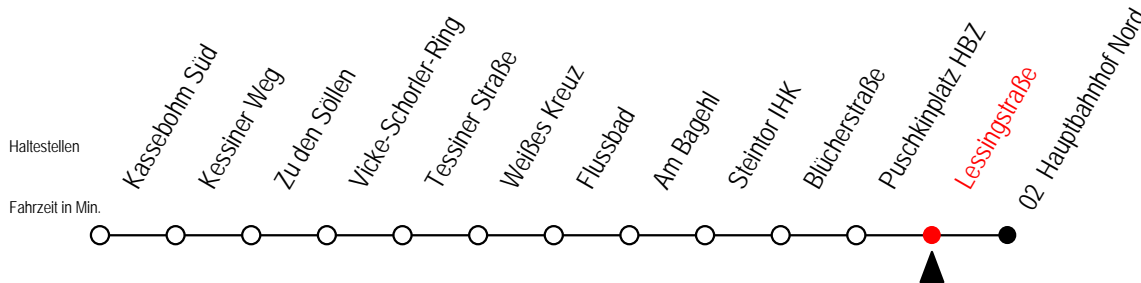 Haltestellen
Kassebohm Süd
Kessiner Weg
Zu den Söllen
Vicke-Schorler-Ring
Tessiner Straße
Weißes Kreuz
Flussbad
Am Bagehl
Steintor IHK
Blücherstraße
Puschkinplatz HBZ
Lessingstraße
02 Hauptbahnhof Nord
Fahrzeit in Min.